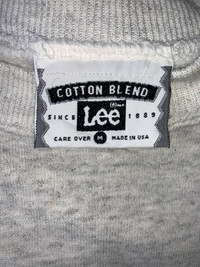 COTTON BLEND
SINCE Lee 1889
CARE OVER M MADE IN USA